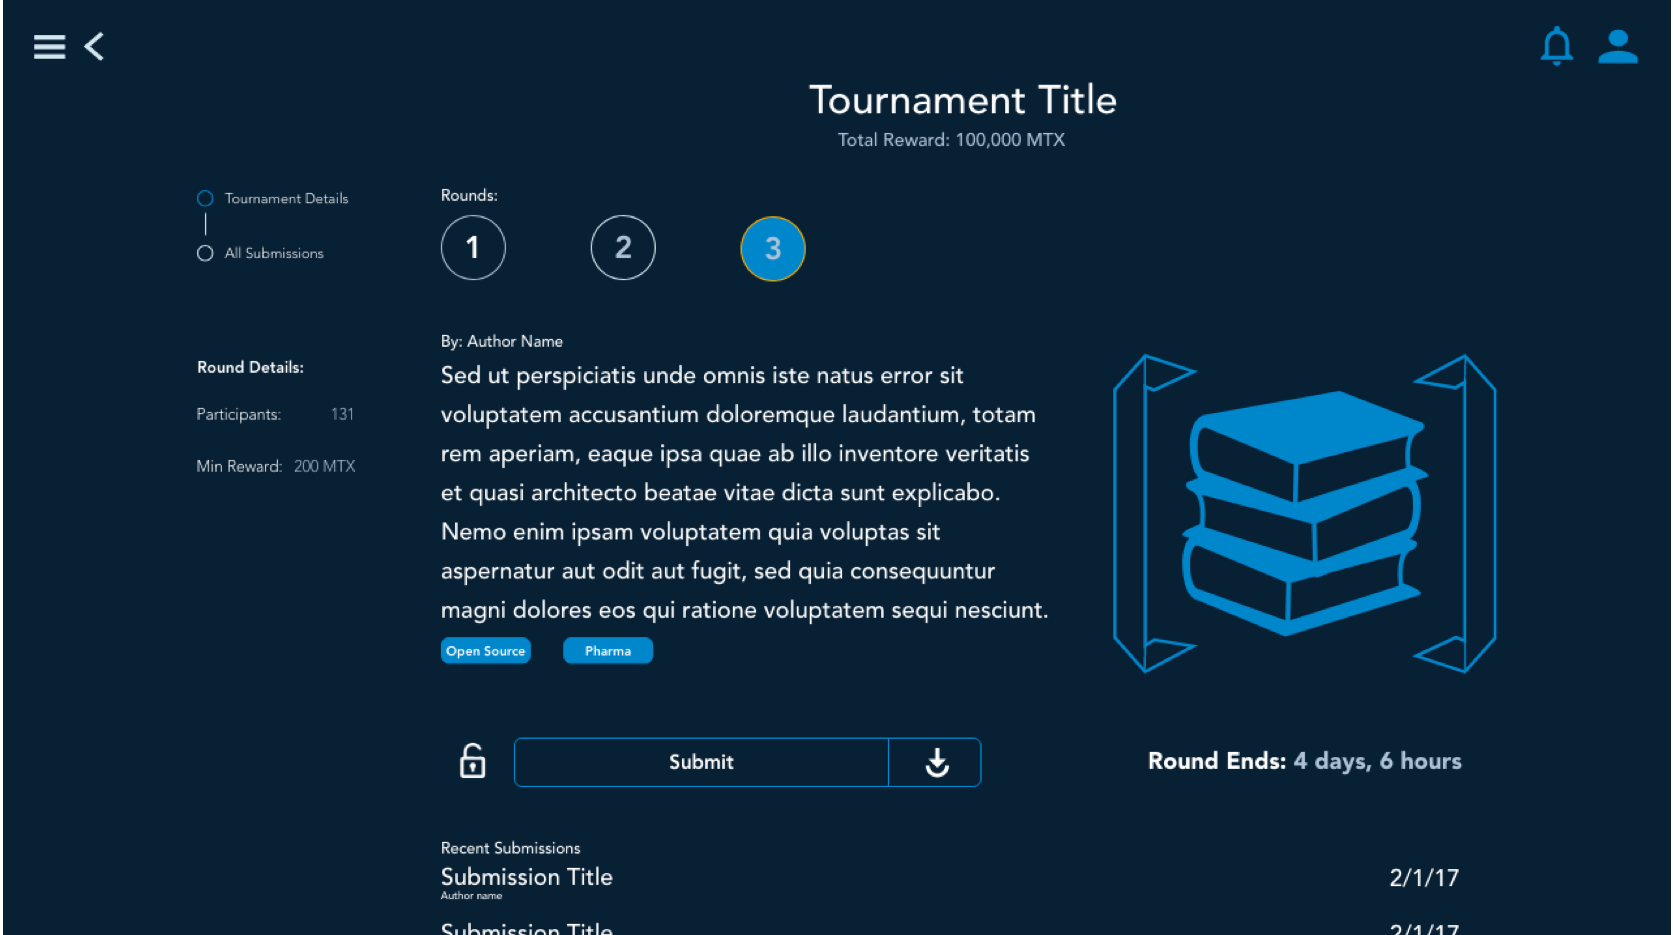 Tournament Title
Total Reward: 100,000 MTX
Tournament Details
All Submissions
Rounds:
1 2 3
Round Details:
Participants: 131
Min Reward: 200 MTX
By: Author Name
Sed ut perspiciatis unde omnis iste natus error sit
voluptatem accusantium doloremque laudantium, totam
rem aperiam, eaque ipsa quae ab illo inventore veritatis
et quasi architecto beatae vitae dicta sunt explicabo.
Nemo enim ipsam voluptatem quia voluptas sit
aspernatur aut odit aut fugit, sed quia consequuntur
magni dolores eos qui ratione voluptatem sequi nesciunt.
Open Source Pharma
Submit
Round Ends: 4 days, 6 hours
Recent Submissions
Submission Title 2/1/17
Author name
Submission Title 2/1/17